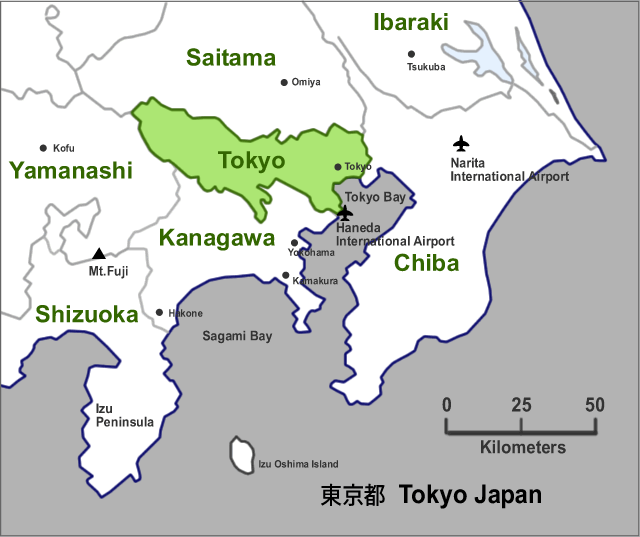 Ibaraki
Saitama
Tsukuba
Omiya
Kofu
Yamanashi
Tokyo
Tokyo
Narita
International Airport
Tokyo Bay
Haneda
International Airport
Kanagawa
Yokohama
Chiba
Mt.Fuji
Kamakura
Shizuoka
Hakone
Sagami Bay
Izu
Peninsula
0 25 50
Kilometers
Izu Oshima Island
東京都 Tokyo Japan